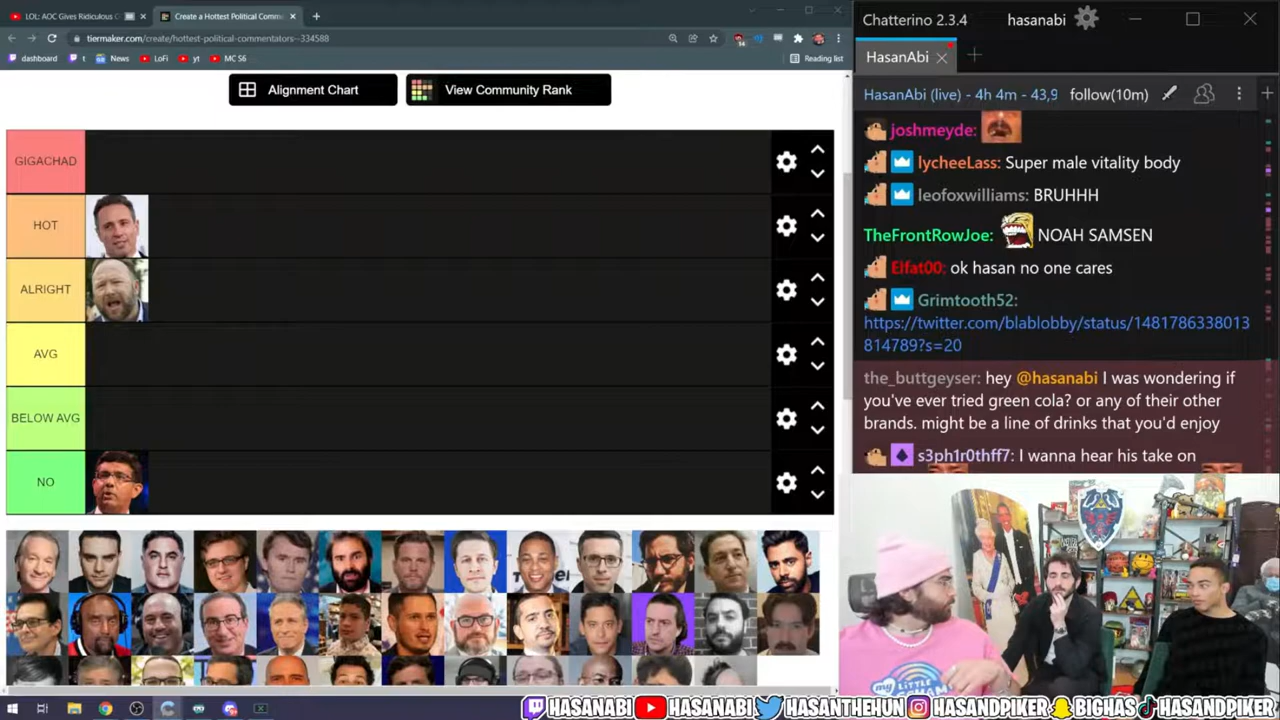 LOL: AOC Gives Ridiculous C
Create a Hottest Political Comm
tiermaker.com/create/hottest-political-commentators--334588
dashboard
t
News
LoFi
yt
MC S6
Reading list
Alignment Chart
View Community Rank
GIGACHAD
HOT
ALRIGHT
AVG
BELOW AVG
NO
Chatterino 2.3.4
hasanabi
HasanAbi
HasanAbi (live) - 4h 4m - 43,9
follow(10m)
joshmeyde:
lycheeLass: Super male vitality body
leofoxwilliams: BRUHHH
TheFrontRowJoe: NOAH SAMSEN
Elfat00: ok hasan no one cares
Grimtooth52:
https://twitter.com/blablobby/status/1481786338013
814789?s=20
the_buttgeyser: hey @hasanabi I was wondering if
you've ever tried green cola? or any of their other
brands. might be a line of drinks that you'd enjoy
s3ph1r0thff7: I wanna hear his take on
MY LITTLE
HASANABI
HASANABI
HASANTHEHUN
HASANDPIKER
BIGHAS
HASANDPIKER